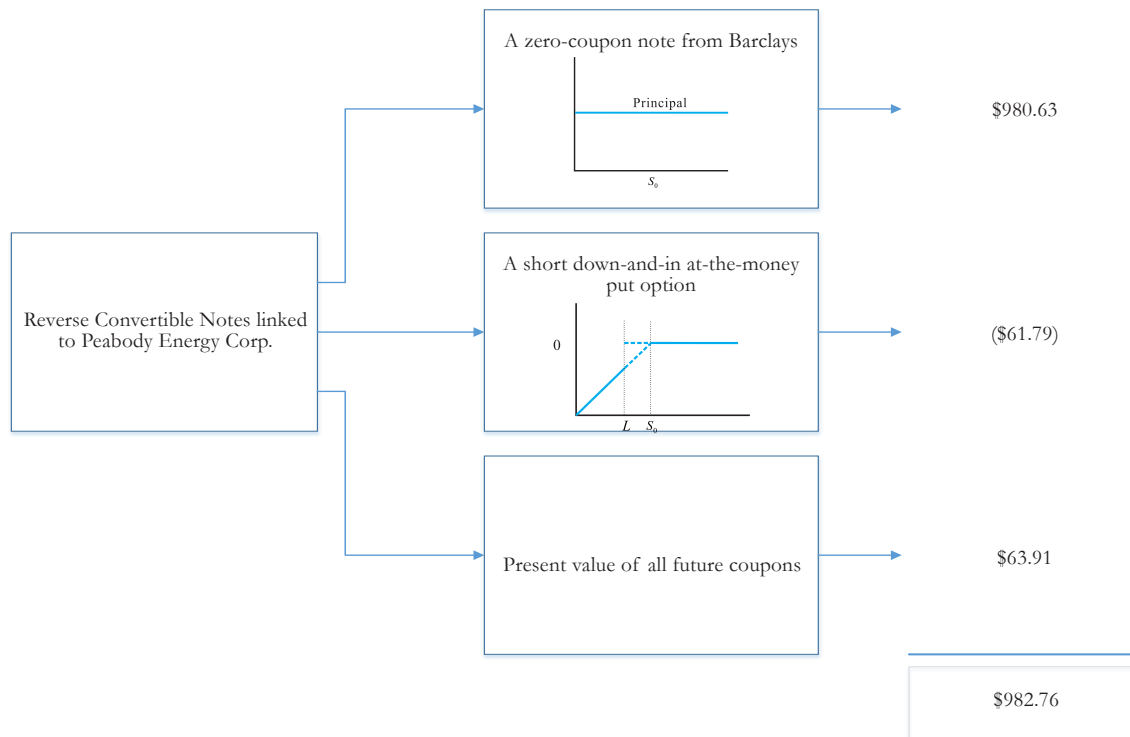 A zero-coupon note from Barclays
Principal
S₀
$980.63
Reverse Convertible Notes linked
to Peabody Energy Corp.
A short down-and-in at-the-money
put option
0
L S₀
($61.79)
Present value of all future coupons
$63.91
$982.76